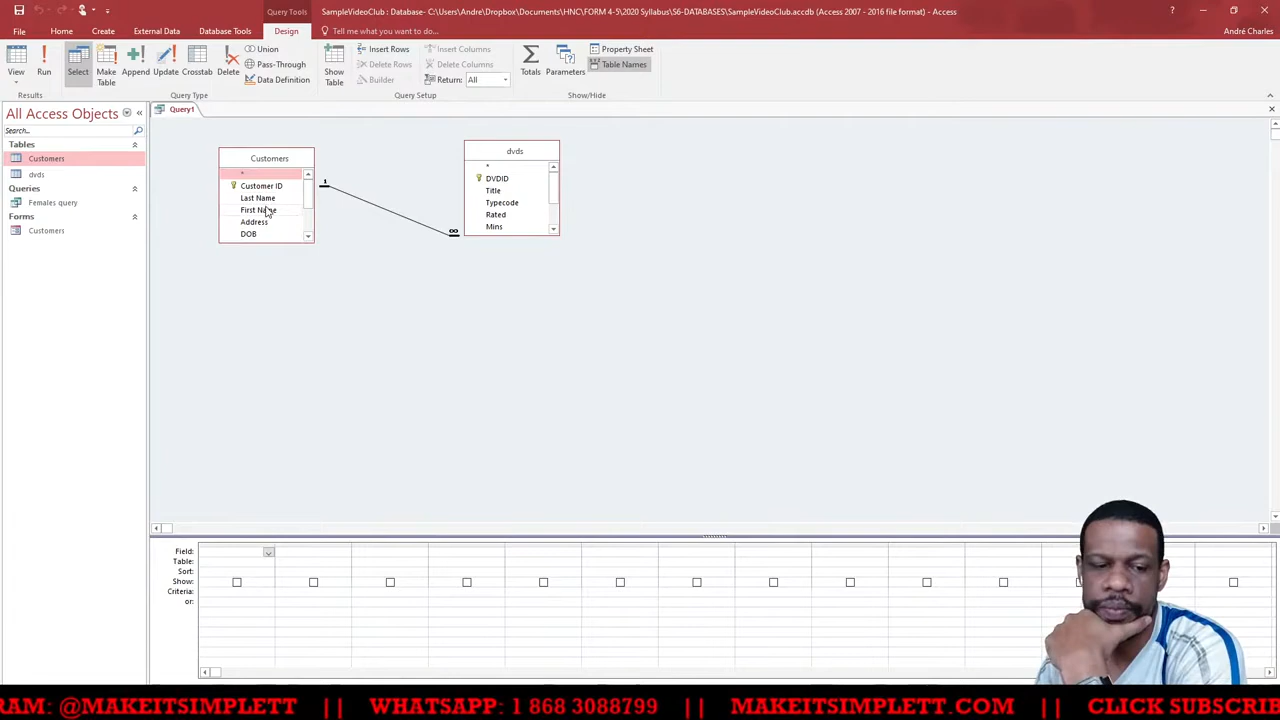 Query Tools
SampleVideoClub : Database- C:\Users\Andre\Dropbox\Documents\HNC\FORM 4-5\2020 Syllabus\S6-DATABASES\SampleVideoClub.accdb (Access 2007 - 2016 file format) - Access
File Home Create External Data Database Tools Design Tell me what you want to do... André Charles
View Run Select Make Table Append Update Crosstab Delete
Union
Pass-Through
Data Definition
Show Table
Insert Rows
Delete Rows
Builder
Insert Columns
Delete Columns
Return: All
Totals Parameters
Property Sheet
Table Names
Results Query Type Query Setup Show/Hide
All Access Objects
Search...
Tables
Customers
dvds
Queries
Females query
Forms
Customers
Query1
Customers
*
Customer ID
Last Name
First Name
Address
DOB
1
∞
dvds
*
DVDID
Title
Typecode
Rated
Mins
Field:
Table:
Sort:
Show:
Criteria:
or:
RAM: @MAKEITSIMPLETT || WHATSAPP: 1 868 3088799 || MAKEITSIMPLETT.COM || CLICK SUBSCRI